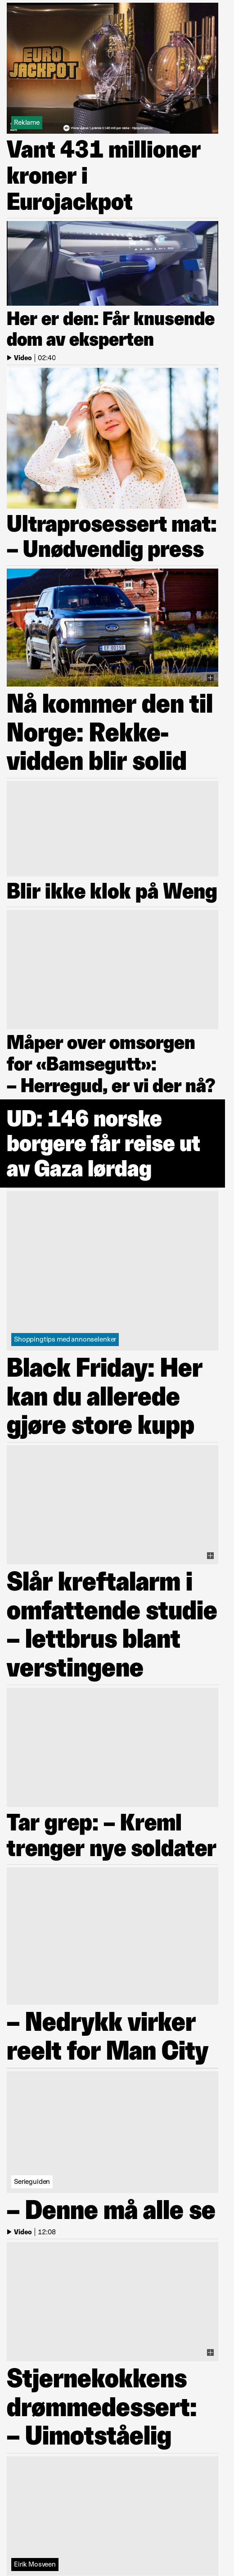 EURO
JACKPOT
Reklame
Vant 431 millioner
kroner i
Eurojackpot
Her er den: Får knusende
dom av eksperten
Video | 02:40
Ultraprosessert mat:
– Unødvendig press
Nå kommer den til
Norge: Rekke-
vidden blir solid
Blir ikke klok på Weng
Måper over omsorgen
for «Bamsegutt»:
– Herregud, er vi der nå?
UD: 146 norske
borgere får reise ut
av Gaza lørdag
Shoppingtips med annonselenker
Black Friday: Her
kan du allerede
gjøre store kupp
Slår kreftalarm i
omfattende studie
– lettbrus blant
verstingene
Tar grep: – Kreml
trenger nye soldater
– Nedrykk virker
reelt for Man City
Serieguiden
– Denne må alle se
Video | 12:08
Stjernekokkens
drømmedessert:
– Uimotståelig
Eirik Mosveen